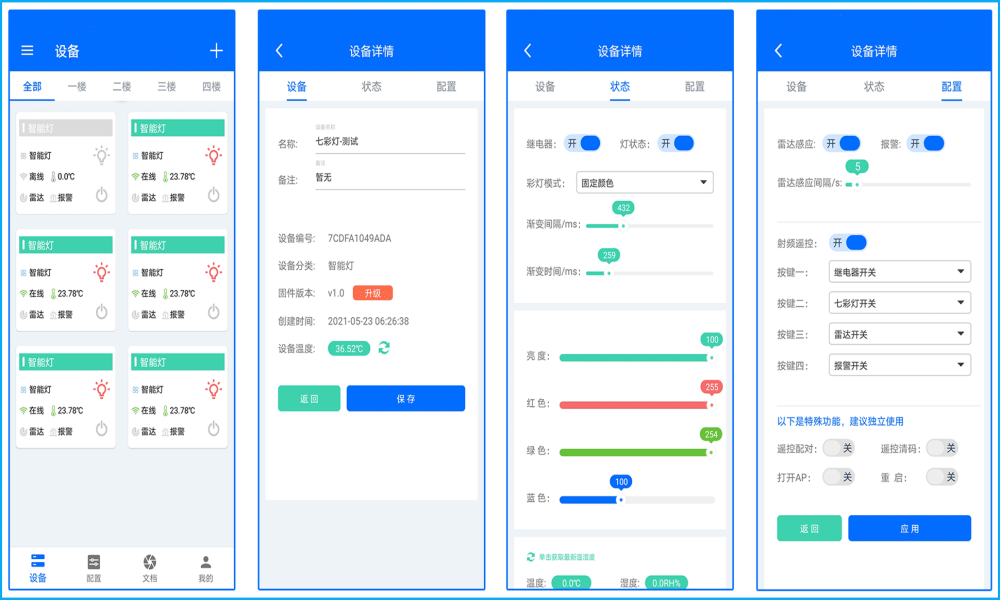 设备
全部 一楼 二楼 三楼 四楼
智能灯 智能灯
智能灯 智能灯
离线 0.0℃ 在线 23.78℃
雷达 报警 雷达 报警
智能灯 智能灯
智能灯 智能灯
在线 23.78℃ 在线 23.78℃
雷达 报警 雷达 报警
智能灯 智能灯
智能灯 智能灯
在线 23.78℃ 在线 23.78℃
雷达 报警 雷达 报警
设备 配置 文档 我的
设备详情
设备 状态 配置
设备名称
名称: 七彩灯-测试
备注
备注: 暂无
设备编号: 7CDFA1049ADA
设备分类: 智能灯
固件版本: v1.0 升级
创建时间: 2021-05-23 06:26:38
设备温度: 36.52℃
返 回 保 存
设备详情
设备 状态 配置
继电器: 开 灯状态: 开
彩灯模式: 固定颜色
432
渐变间隔/ms:
259
渐变时间/ms:
100
亮 度:
255
红 色:
254
绿 色:
100
蓝 色:
单击获取最新温湿度
温度: 0.0℃ 湿度: 0.0RH%
设备详情
设备 状态 配置
雷达感应: 开 报警: 开
5
雷达感应间隔/s:
射频遥控: 开
按键一: 继电器开关
按键二: 七彩灯开关
按键三: 雷达开关
按键四: 报警开关
以下是特殊功能，建议独立使用
遥控配对: 关 遥控清码: 关
打开AP: 关 重 启: 关
返 回 应 用